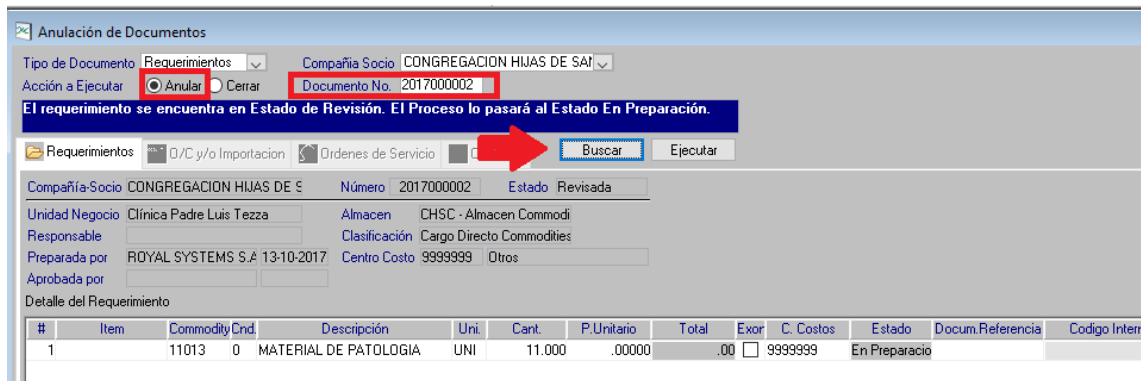 Anulación de Documentos
Tipo de Documento Requerimientos Compañia Socio CONGREGACION HIJAS DE SAN
Acción a Ejecutar Anular Cerrar Documento No. 2017000002
El requerimiento se encuentra en Estado de Revisión. El Proceso lo pasará al Estado En Preparación.
Requerimientos O/C y/o Importacion Ordenes de Servicio Buscar Ejecutar
Compañía-Socio CONGREGACION HIJAS DE S Número 2017000002 Estado Revisada
Unidad Negocio Clínica Padre Luis Tezza Almacen CHSC - Almacen Commodi
Responsable Clasificación Cargo Directo Commodities
Preparada por ROYAL SYSTEMS S.A 13-10-2017 Centro Costo 9999999 Otros
Aprobada por
Detalle del Requerimiento
# Item Commodity Cnd. Descripción Uni. Cant. P.Unitario Total Exor C. Costos Estado Docum.Referencia Codigo Intern
1 11013 0 MATERIAL DE PATOLOGIA UNI 11.000 .00000 .00 9999999 En Preparacio